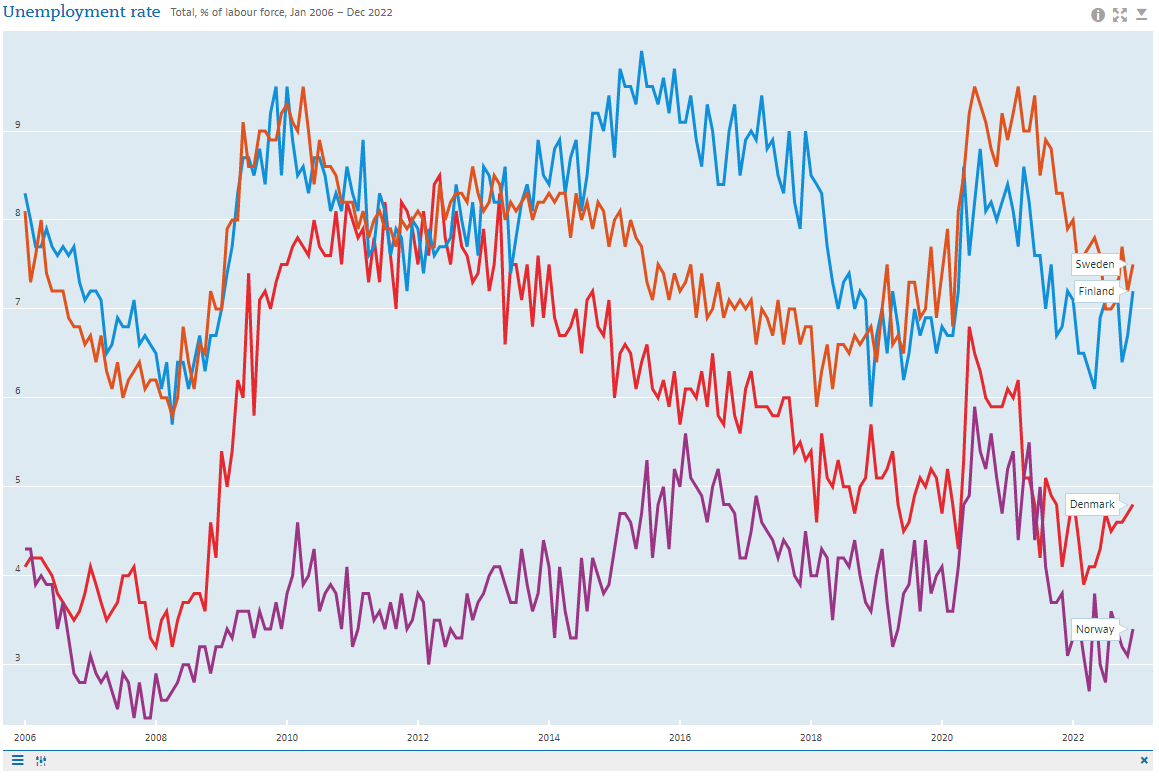 Unemployment rate Total, % of labour force, Jan 2006 – Dec 2022
9
8
7
6
5
4
3
Sweden
Finland
Denmark
Norway
2006 2008 2010 2012 2014 2016 2018 2020 2022